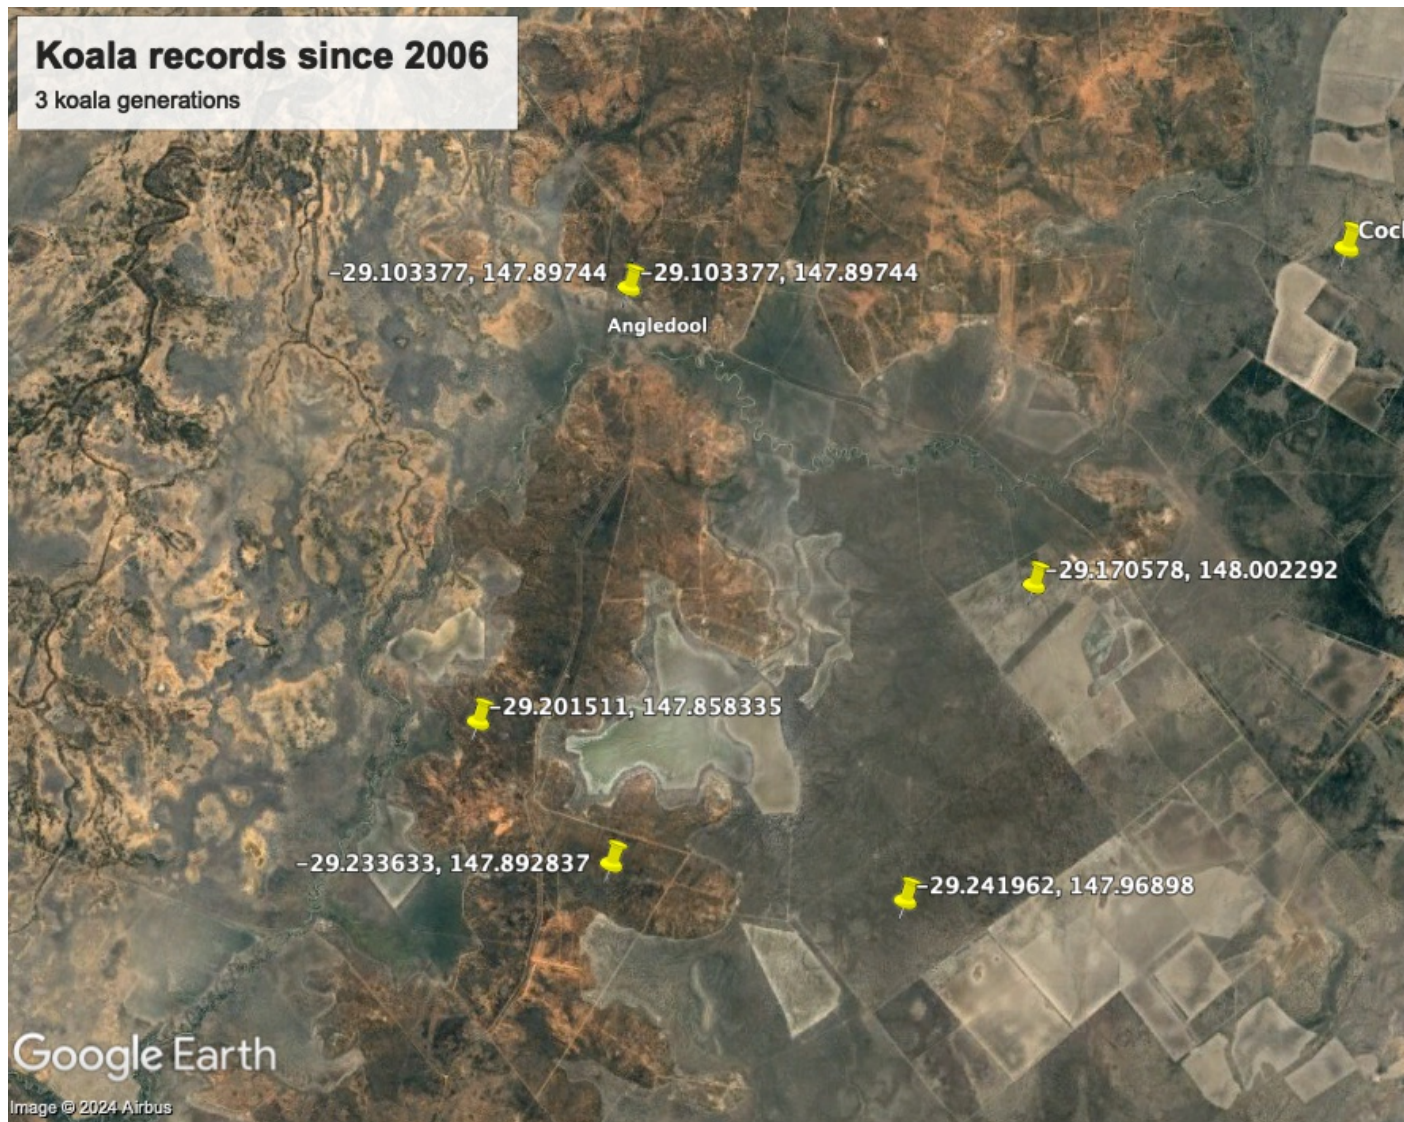 Koala records since 2006
3 koala generations
Cocl
-29.103377, 147.89744
-29.103377, 147.89744
Angledool
-29.170578, 148.002292
-29.201511, 147.858335
-29.233633, 147.892837
-29.241962, 147.96898
Google Earth
Image © 2024 Airbus